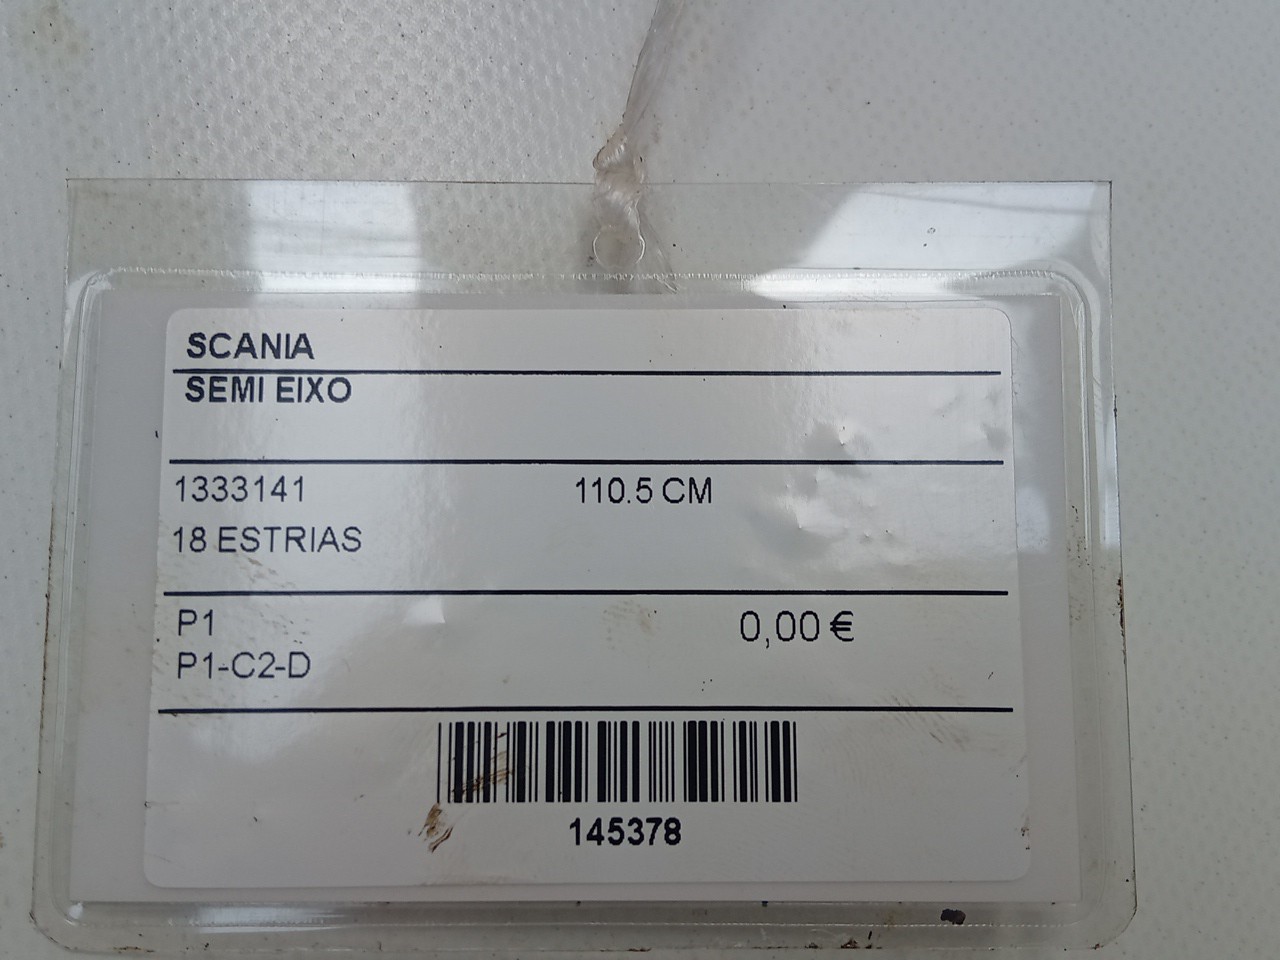 SCANIA
SEMI EIXO
1333141 110.5 CM
18 ESTRIAS
P1 0,00 €
P1-C2-D
145378